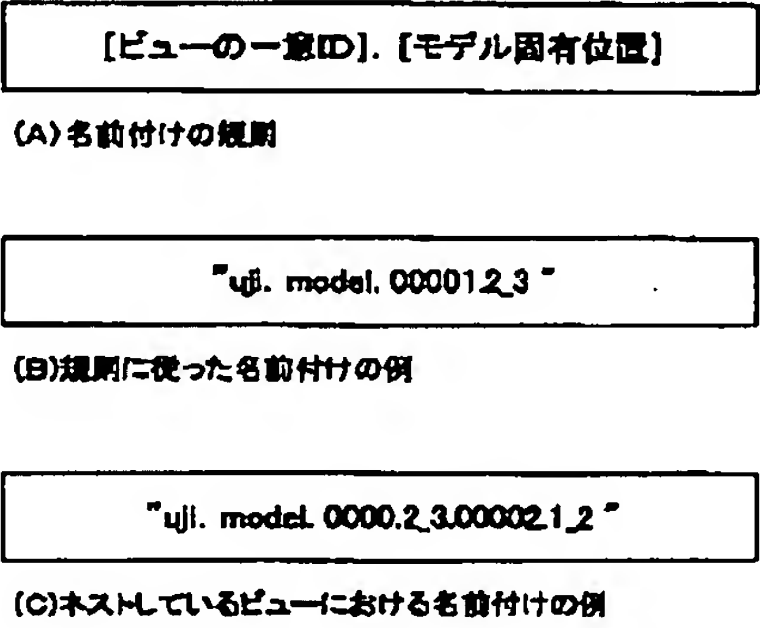 [ビューの一意ID]. [モデル固有位置]
(A)名前付けの規則
"uji. model. 00001.2_3 "
(B)規則に従った名前付けの例
"uji. model. 0000.2_3.00002.1_2 "
(C)ネストしているビューにおける名前付けの例